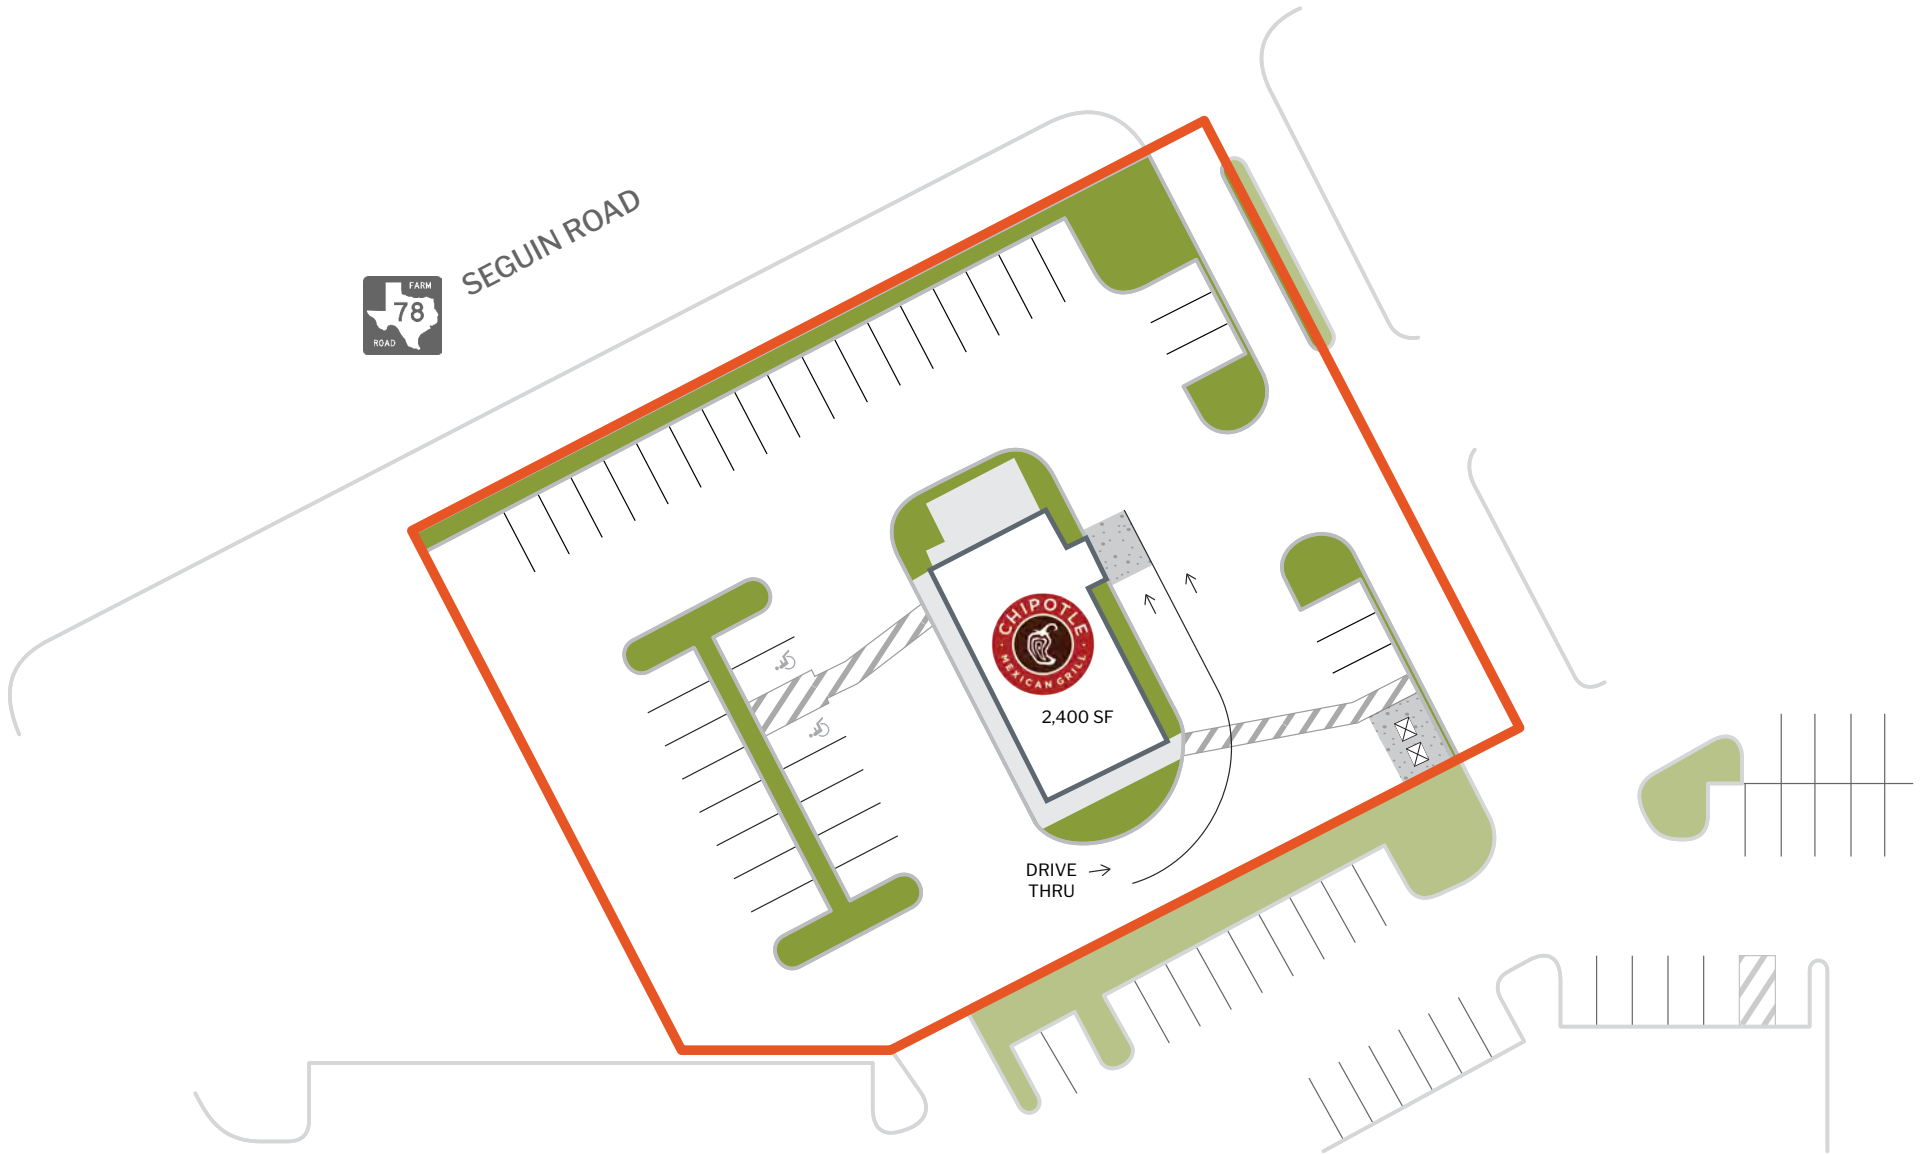 SEGUIN ROAD
FARM
78
ROAD
CHIPOTLE
MEXICAN GRILL
2,400 SF
DRIVE
THRU